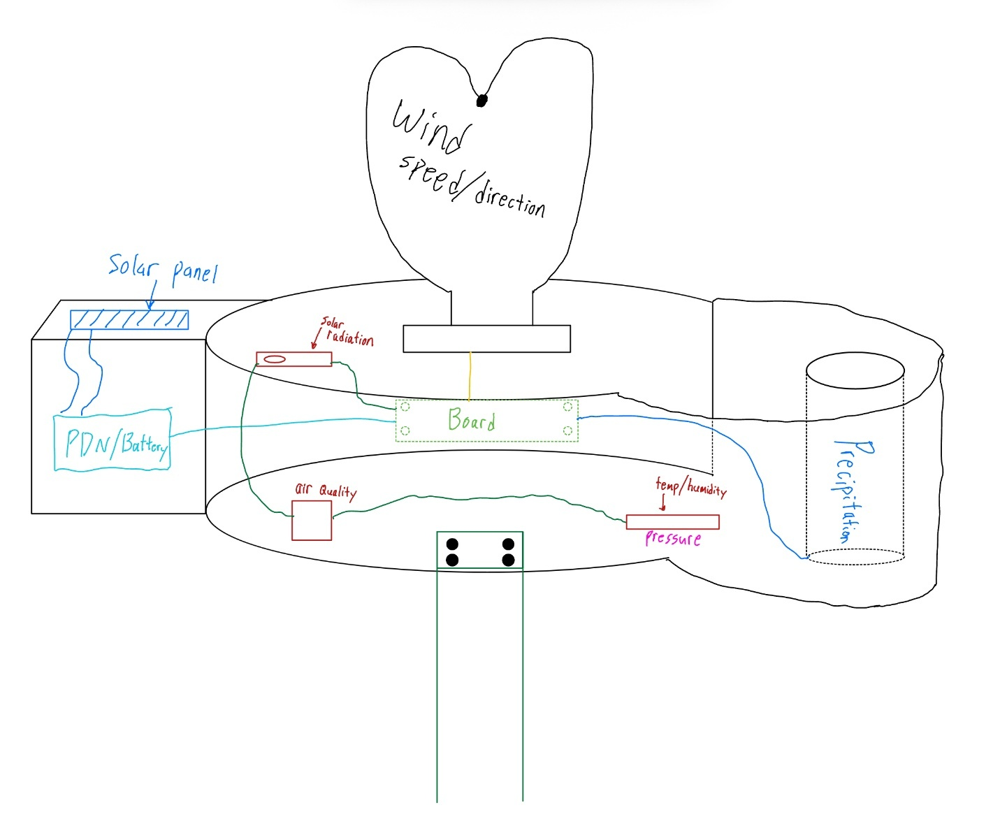 Wind
speed/direction
Solar panel
Solar
radiation
Board
PDN/Battery
Precipitation
air Quality
temp/humidity
Pressure